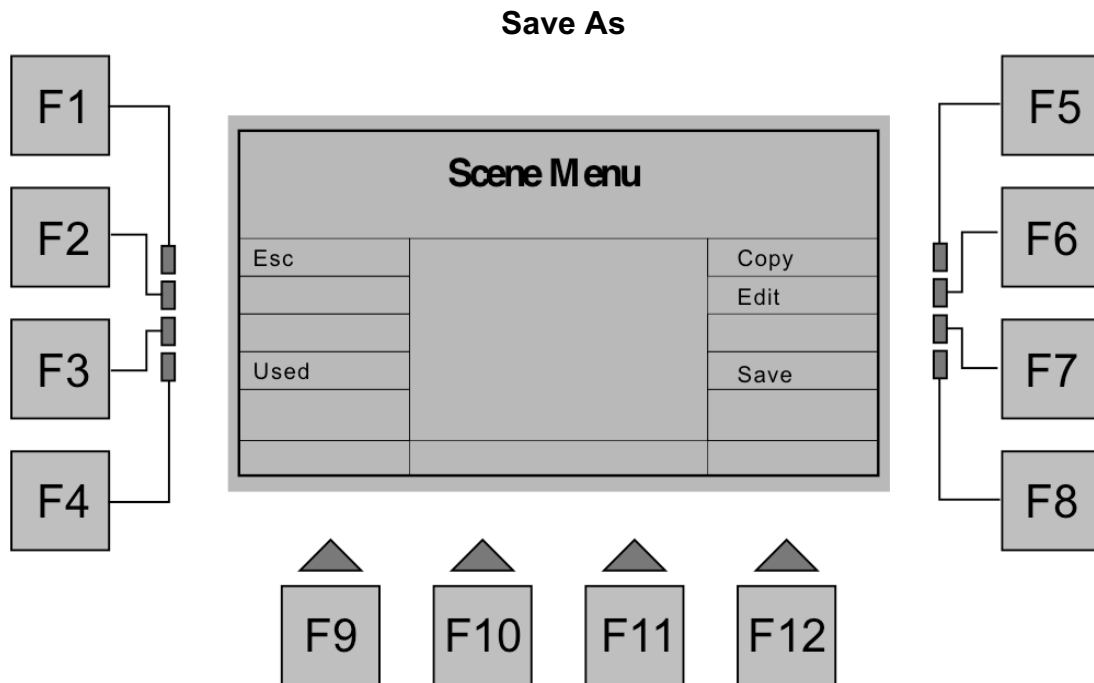 Save As
F1
F5
Scene Menu
F2
F6
Esc
Copy
Edit
F3
F7
Used
Save
F4
F8
F9
F10
F11
F12